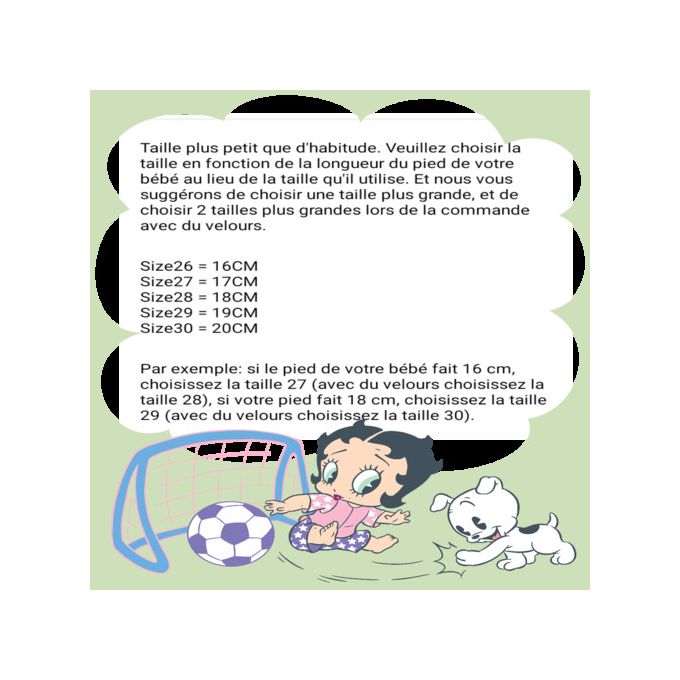 Taille plus petit que d'habitude. Veuillez choisir la
taille en fonction de la longueur du pied de votre
bébé au lieu de la taille qu'il utilise. Et nous vous
suggérons de choisir une taille plus grande, et de
choisir 2 tailles plus grandes lors de la commande
avec du velours.
Size26 = 16CM
Size27 = 17CM
Size28 = 18CM
Size29 = 19CM
Size30 = 20CM
Par exemple: si le pied de votre bébé fait 16 cm,
choisissez la taille 27 (avec du velours choisissez la
taille 28), si votre pied fait 18 cm, choisissez la taille
29 (avec du velours choisissez la taille 30).